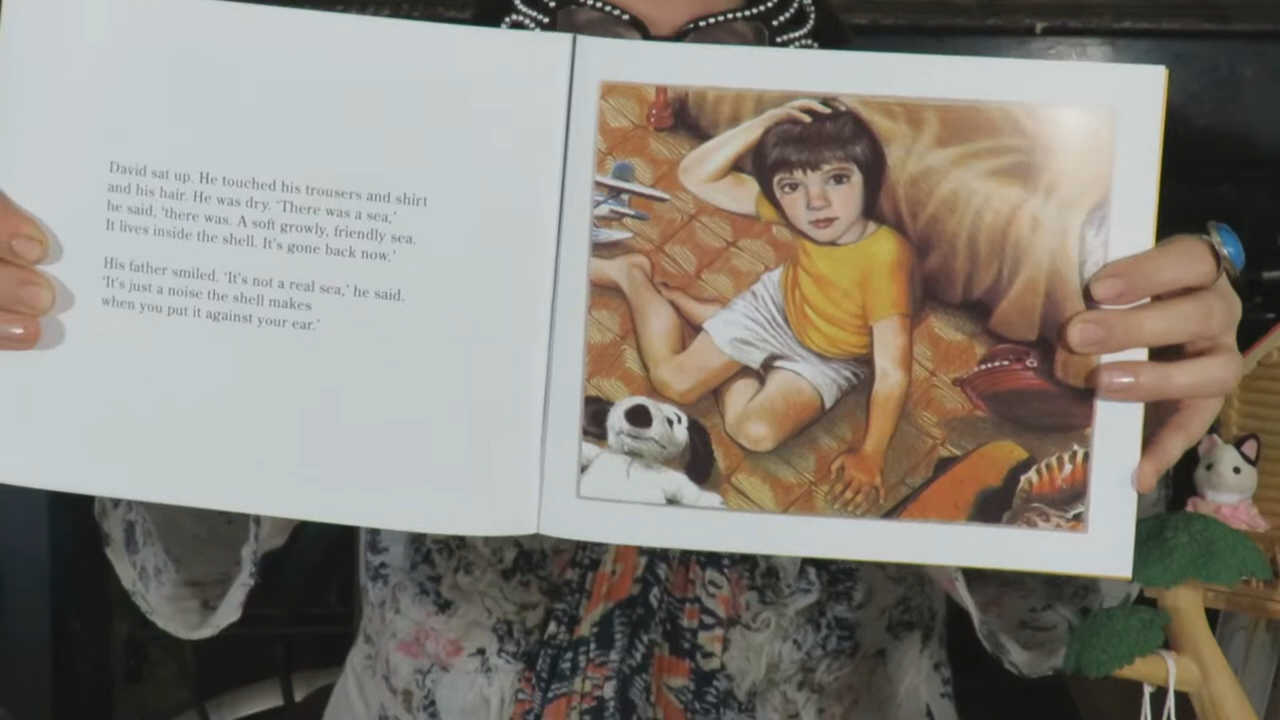 David sat up. He touched his trousers and shirt
and his hair. He was dry. 'There was a sea,'
he said, 'there was. A soft growly, friendly sea.
It lives inside the shell. It's gone back now.'
His father smiled. 'It's not a real sea,' he said.
'It's just a noise the shell makes
when you put it against your ear.'